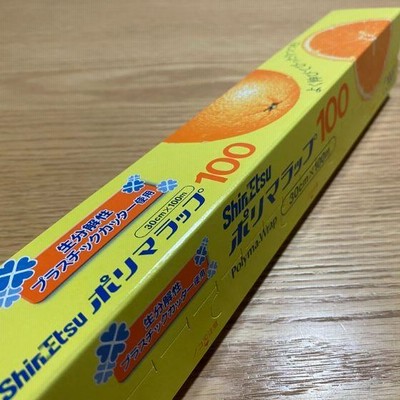 生分解性
プラスチックカッター使用
ShinEtsu ポリマラップ 100
30cm×100m
生分解性
プラスチックカッター使用
ShinEtsu
ポリマラップ 100
30cm×100m
Polyma-Wrap